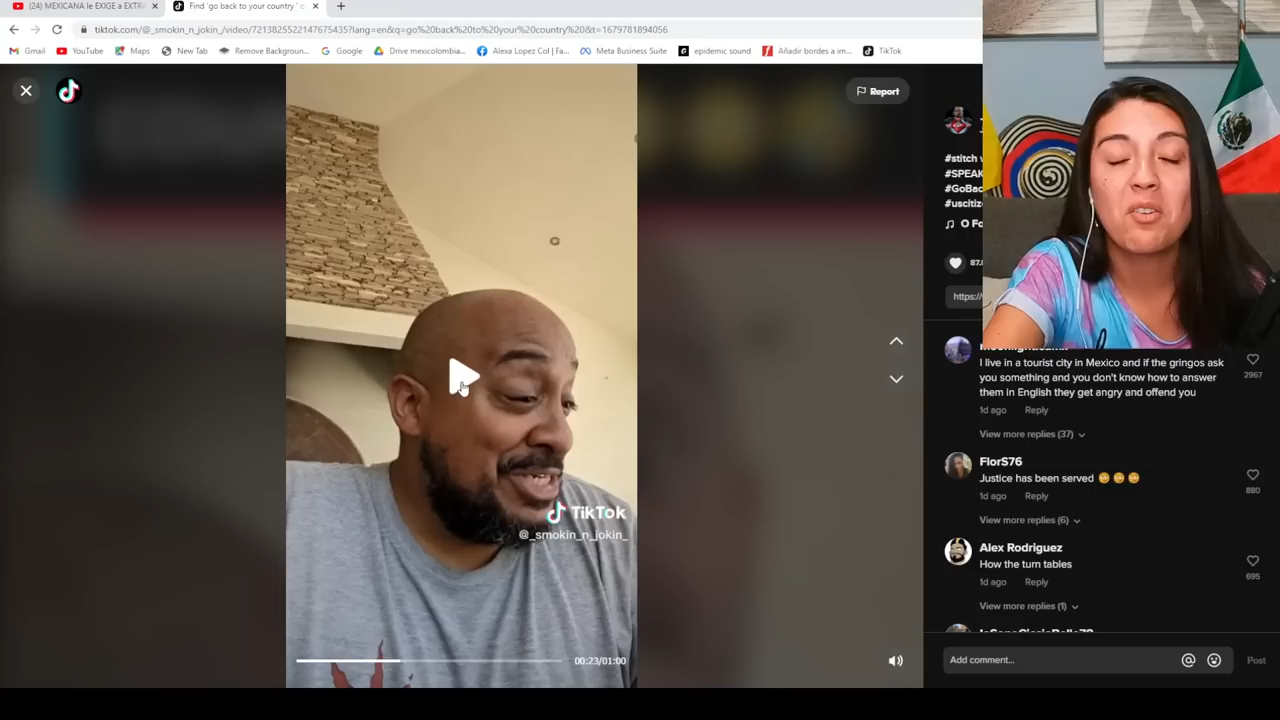 (24) MEXICANA le EXIGE a EXTRA
Find 'go back to your country' o
tiktok.com/@_smokin_n_jokin_/video/7213825522147675435?lang=en&q=go%20back%20to%20your%20country%20&t=1679781894056
Gmail YouTube Maps New Tab Remove Backgroun... Google Drive mexicolombia... Alexa Lopez Col | Fa... Meta Business Suite epidemic sound Añadir bordes a im... TikTok
Report
#stitch
#SPEAK
#GoBac
#uscitize
87.
https://
I live in a tourist city in Mexico and if the gringos ask
you something and you don't know how to answer
them in English they get angry and offend you
2967
1d ago Reply
View more replies (37)
FlorS76
Justice has been served
880
1d ago Reply
View more replies (6)
Alex Rodriguez
How the turn tables
695
1d ago Reply
View more replies (1)
TikTok
@_smokin_n_jokin_
00:23/01:00
Add comment...
Post